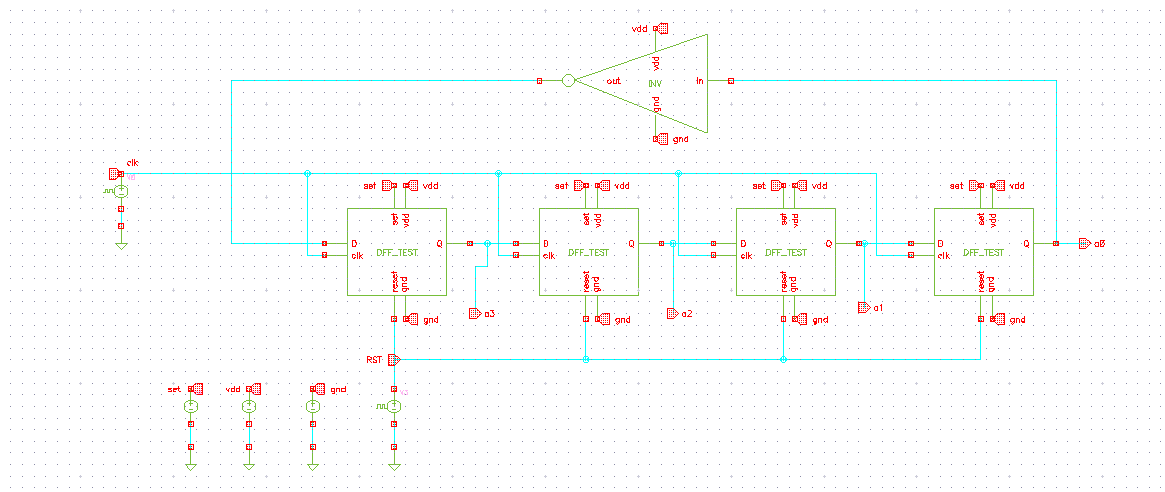 vdd
vdd
out
INV
in
gnd
gnd
clk
set
vdd
set
vdd
set
vdd
set
vdd
set
vdd
set
vdd
set
vdd
set
vdd
D
Q
D
Q
D
Q
D
Q
a0
DFF_TEST
DFF_TEST
DFF_TEST
DFF_TEST
clk
clk
clk
clk
reset
gnd
reset
gnd
reset
gnd
reset
gnd
a3
gnd
a2
gnd
a1
gnd
gnd
RST
set
vdd
gnd